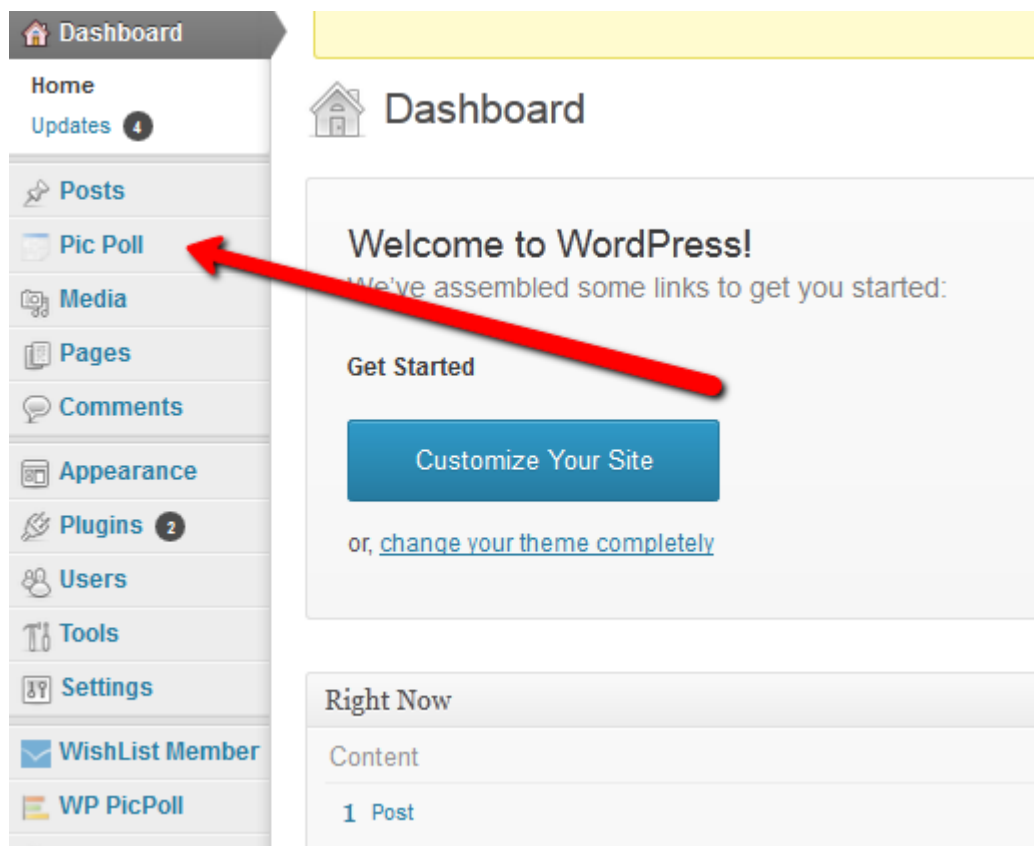 Dashboard
Home
Updates 4
Posts
Pic Poll
Media
Pages
Comments
Appearance
Plugins 2
Users
Tools
Settings
WishList Member
WP PicPoll
Dashboard
Welcome to WordPress!
We've assembled some links to get you started:
Get Started
Customize Your Site
or, change your theme completely
Right Now
Content
1 Post